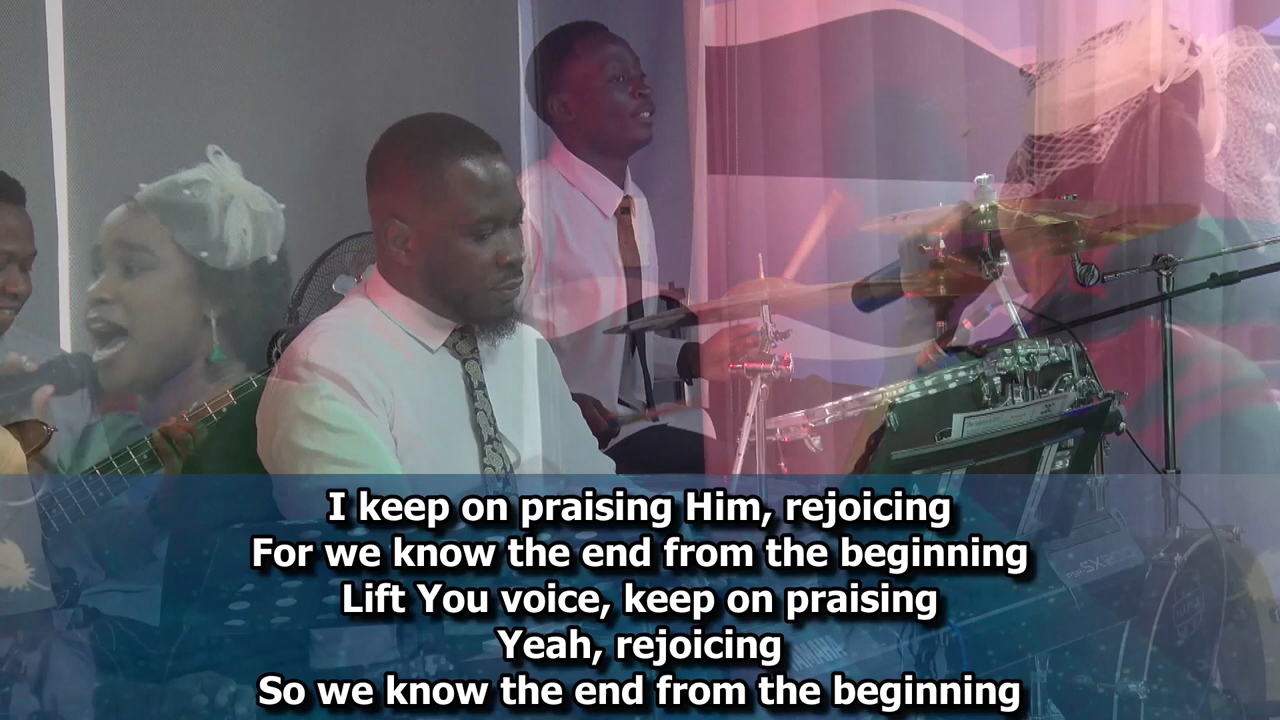 I keep on praising Him, rejoicing
For we know the end from the beginning
Lift You voice, keep on praising
Yeah, rejoicing
So we know the end from the beginning